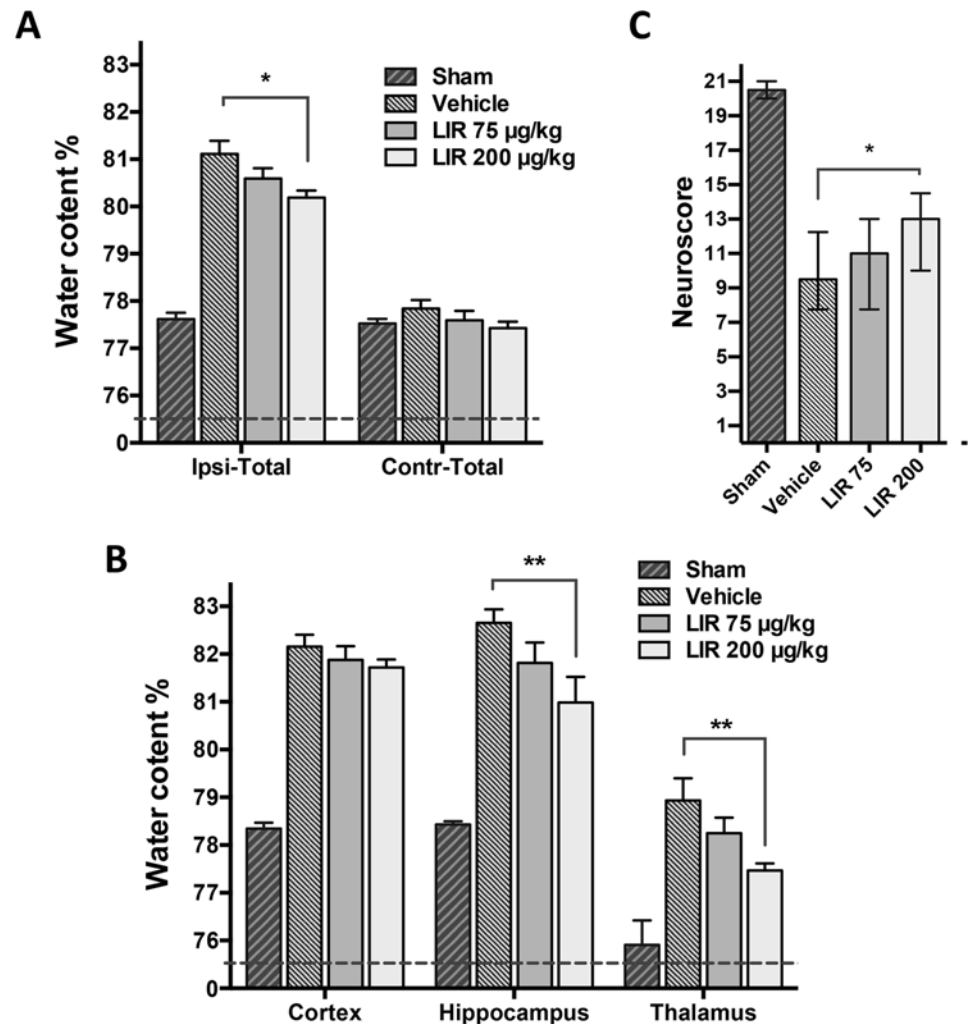 A
Water cotent %
83
82
81
80
79
78
77
76
0
*
Sham
Vehicle
LIR 75 µg/kg
LIR 200 µg/kg
Ipsi-Total
Contr-Total
C
Neuroscore
21
19
17
15
13
11
9
7
5
3
1
*
Sham
Vehicle
LIR 75
LIR 200
B
Water cotent %
83
82
81
80
79
78
77
76
0
**
**
Sham
Vehicle
LIR 75 µg/kg
LIR 200 µg/kg
Cortex
Hippocampus
Thalamus